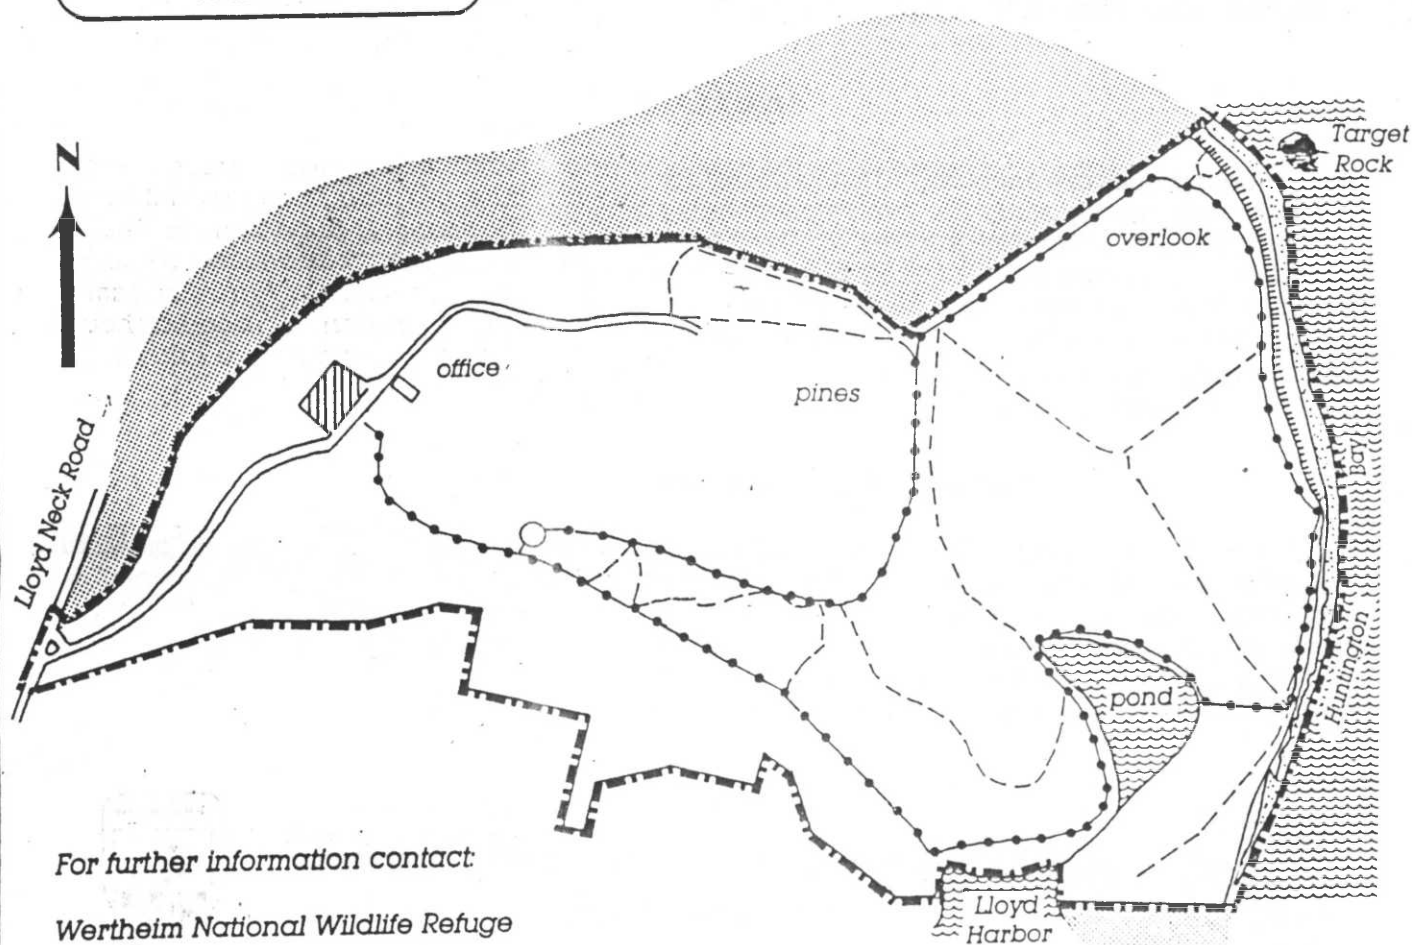 N
Target
Rock
overlook
office
pines
Lloyd Neck Road
Bay
Huntington
pond
For further information contact:
Wertheim National Wildlife Refuge
Lloyd
Harbor